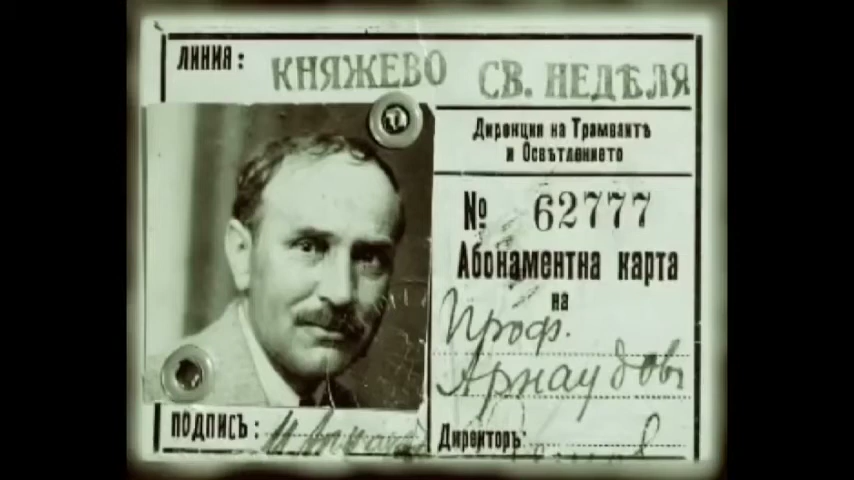 ЛИНИЯ: КНЯЖЕВО СВ. НЕДѢЛЯ
Дирекция на Трамваитѣ
и Освѣтлението
№ 62777
Абонаментна карта
на
Проф.
Арнаудовъ
ПОДПИСЪ:
Директоръ: